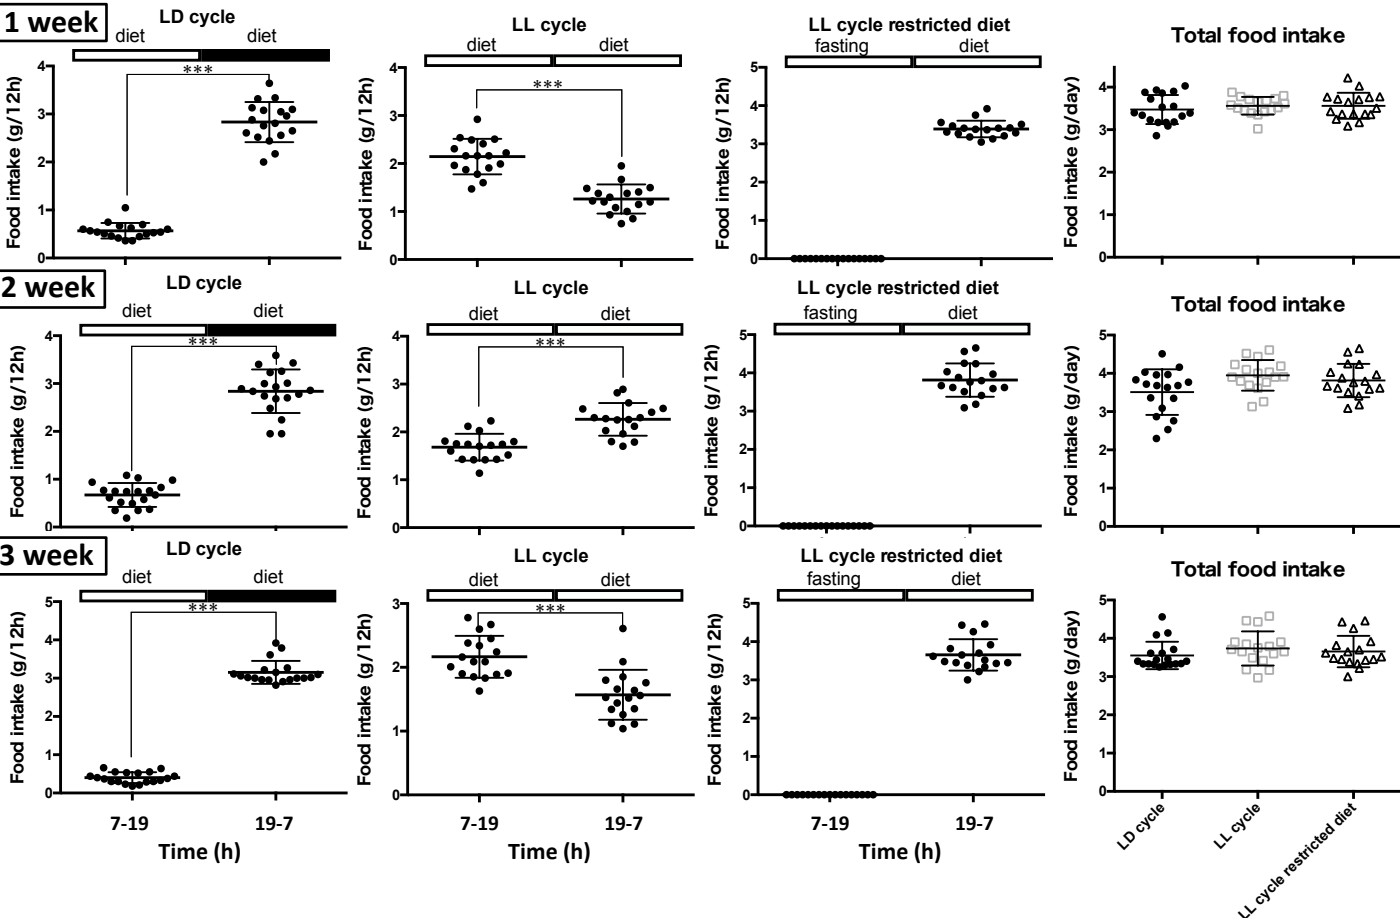 1 week
LD cycle
diet diet
***
Food intake (g/12h)
4
3
2
1
0
LL cycle
diet diet
***
Food intake (g/12h)
4
3
2
1
0
LL cycle restricted diet
fasting diet
Food intake (g/12h)
5
4
3
2
1
0
Total food intake
Food intake (g/day)
4
3
2
1
0
2 week
LD cycle
diet diet
***
Food intake (g/12h)
4
3
2
1
0
LL cycle
diet diet
***
Food intake (g/12h)
4
3
2
1
0
LL cycle restricted diet
fasting diet
Food intake (g/12h)
5
4
3
2
1
0
Total food intake
Food intake (g/day)
5
4
3
2
1
0
3 week
LD cycle
diet diet
***
Food intake (g/12h)
5
4
3
2
1
0
7-19 19-7
Time (h)
LL cycle
diet diet
***
Food intake (g/12h)
3
2
1
0
7-19 19-7
Time (h)
LL cycle restricted diet
fasting diet
Food intake (g/12h)
5
4
3
2
1
0
7-19 19-7
Time (h)
Total food intake
Food intake (g/day)
5
4
3
2
1
0
LD cycle
LL cycle
LL cycle restricted diet